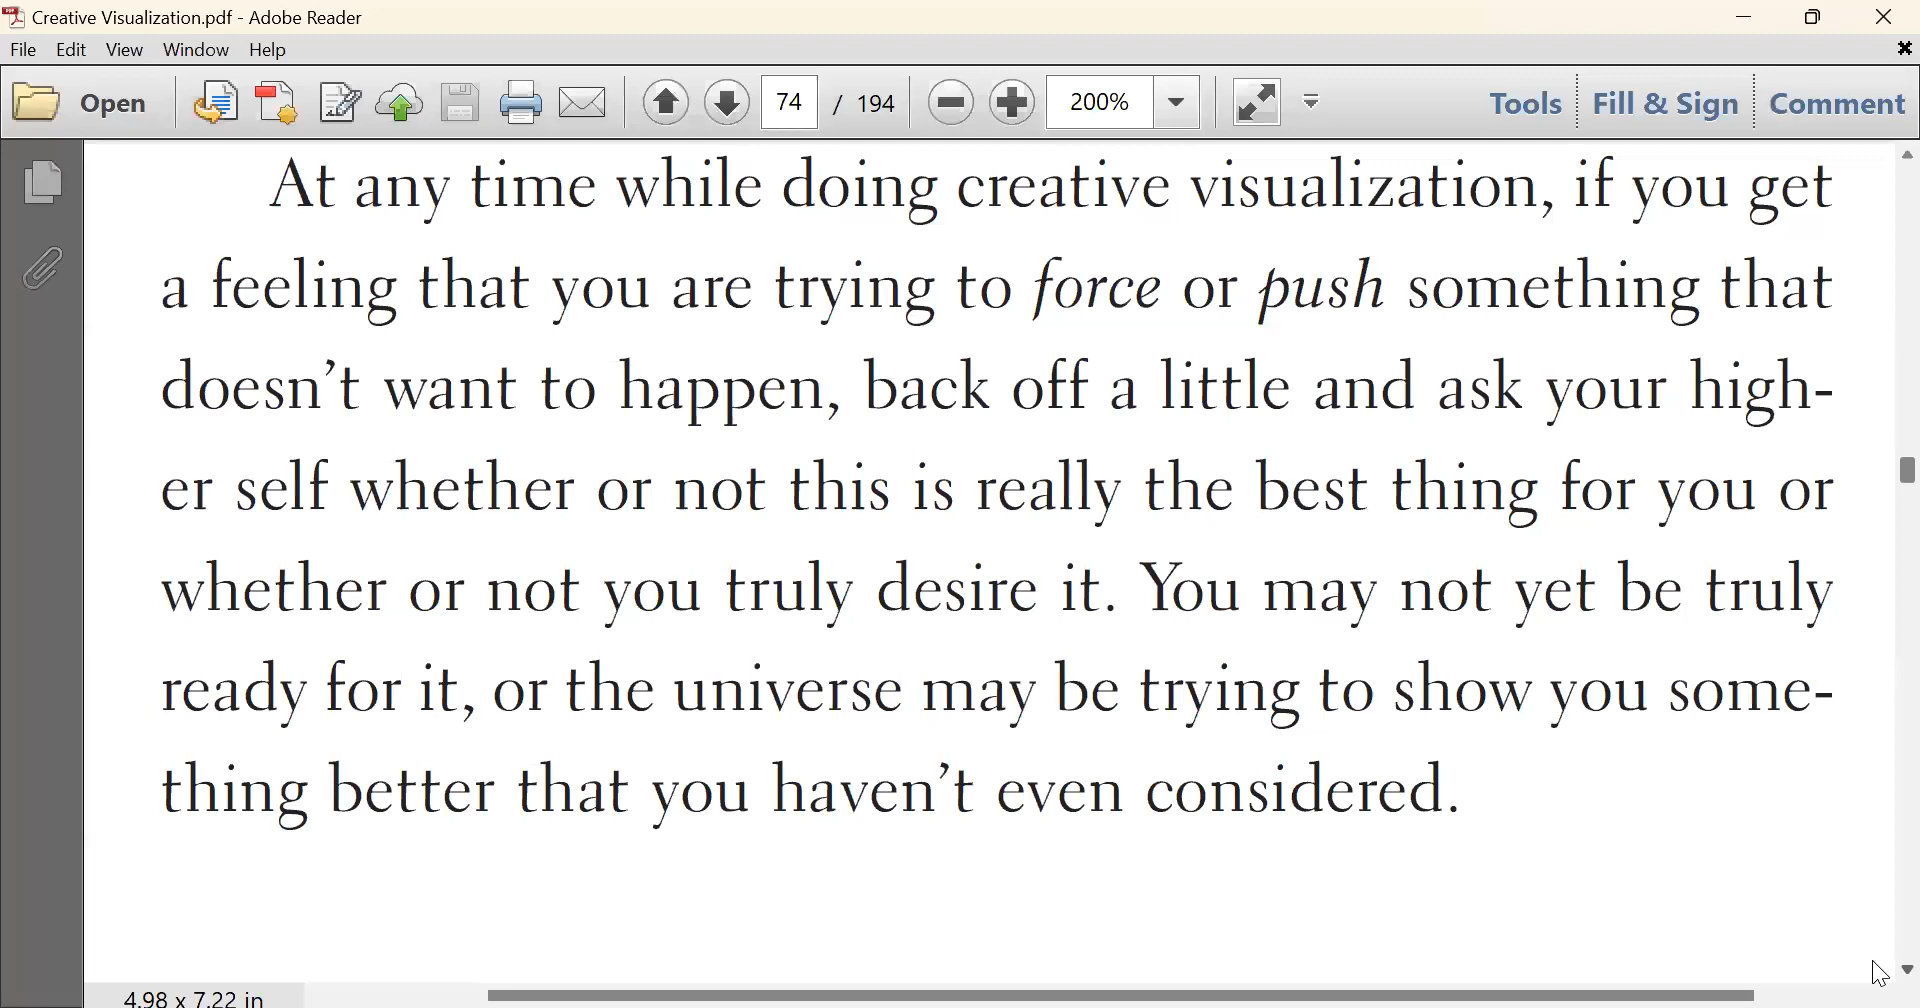 Creative Visualization.pdf - Adobe Reader
File Edit View Window Help
Open 74 / 194 200% Tools Fill & Sign Comment
At any time while doing creative visualization, if you get
a feeling that you are trying to force or push something that
doesn’t want to happen, back off a little and ask your high-
er self whether or not this is really the best thing for you or
whether or not you truly desire it. You may not yet be truly
ready for it, or the universe may be trying to show you some-
thing better that you haven’t even considered.
4.98 x 7.22 in